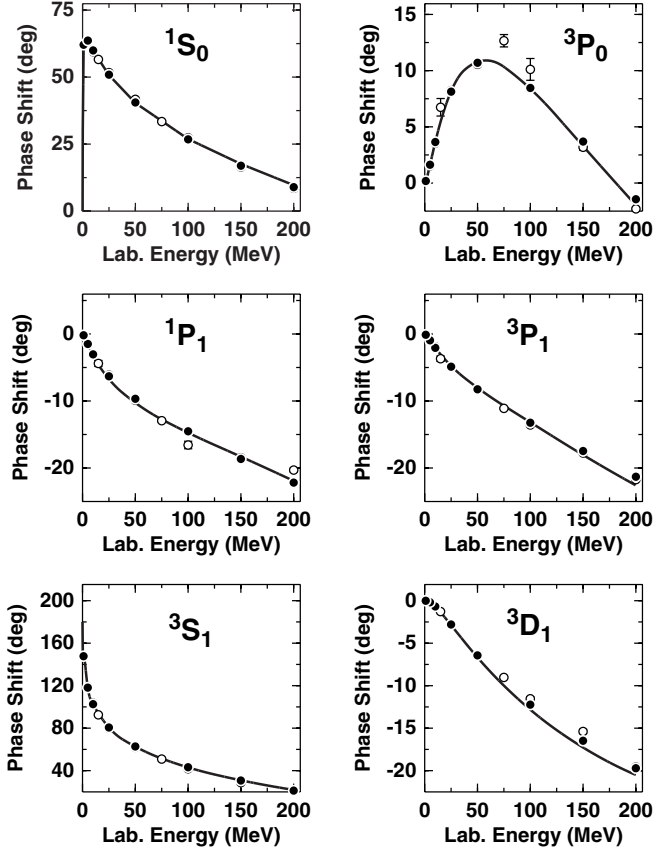 75
50
25
0
Phase Shift (deg)
¹S₀
0 50 100 150 200
Lab. Energy (MeV)
15
10
5
0
Phase Shift (deg)
³P₀
0 50 100 150 200
Lab. Energy (MeV)
0
-10
-20
Phase Shift (deg)
¹P₁
0 50 100 150 200
Lab. Energy (MeV)
0
-10
-20
Phase Shift (deg)
³P₁
0 50 100 150 200
Lab. Energy (MeV)
200
160
120
80
40
Phase Shift (deg)
³S₁
0 50 100 150 200
Lab. Energy (MeV)
0
-5
-10
-15
-20
Phase Shift (deg)
³D₁
0 50 100 150 200
Lab. Energy (MeV)